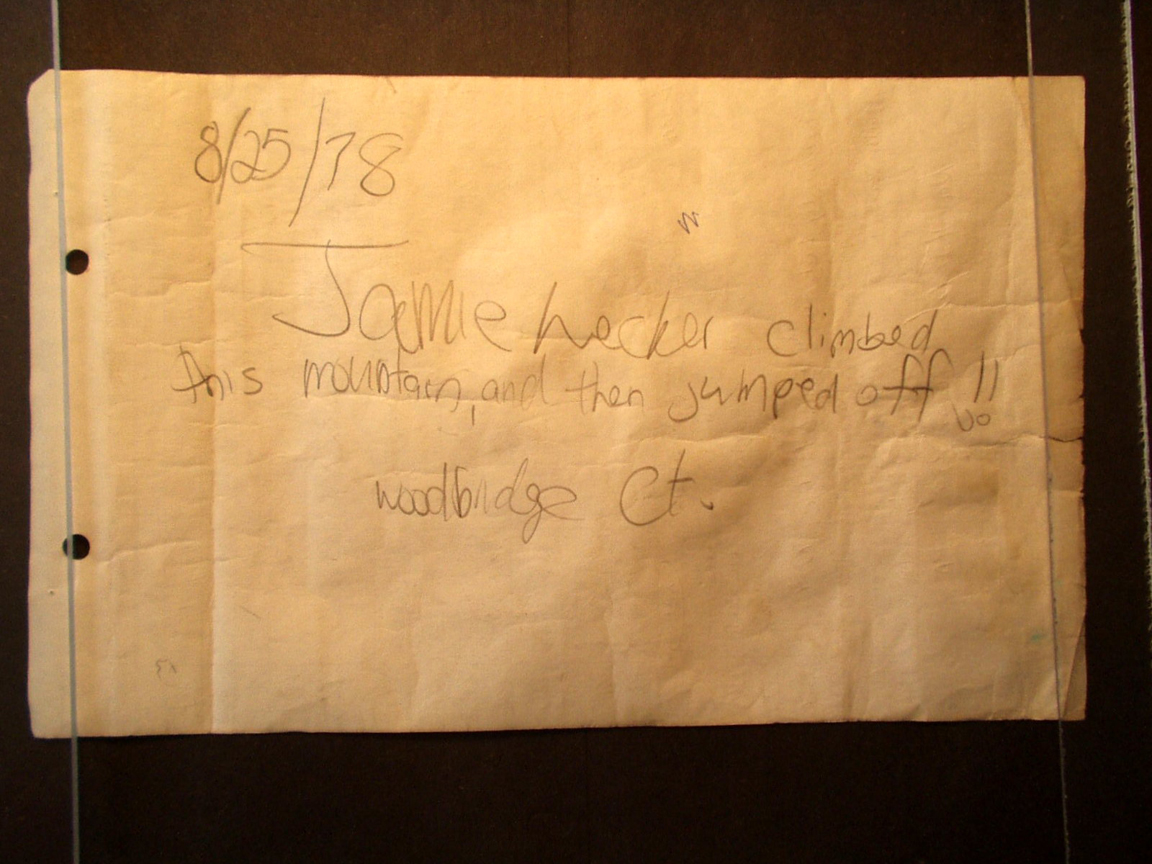 8/25/78
Jamie hecker climbed
this mountain, and then jumped off !!
woodbridge Ct.